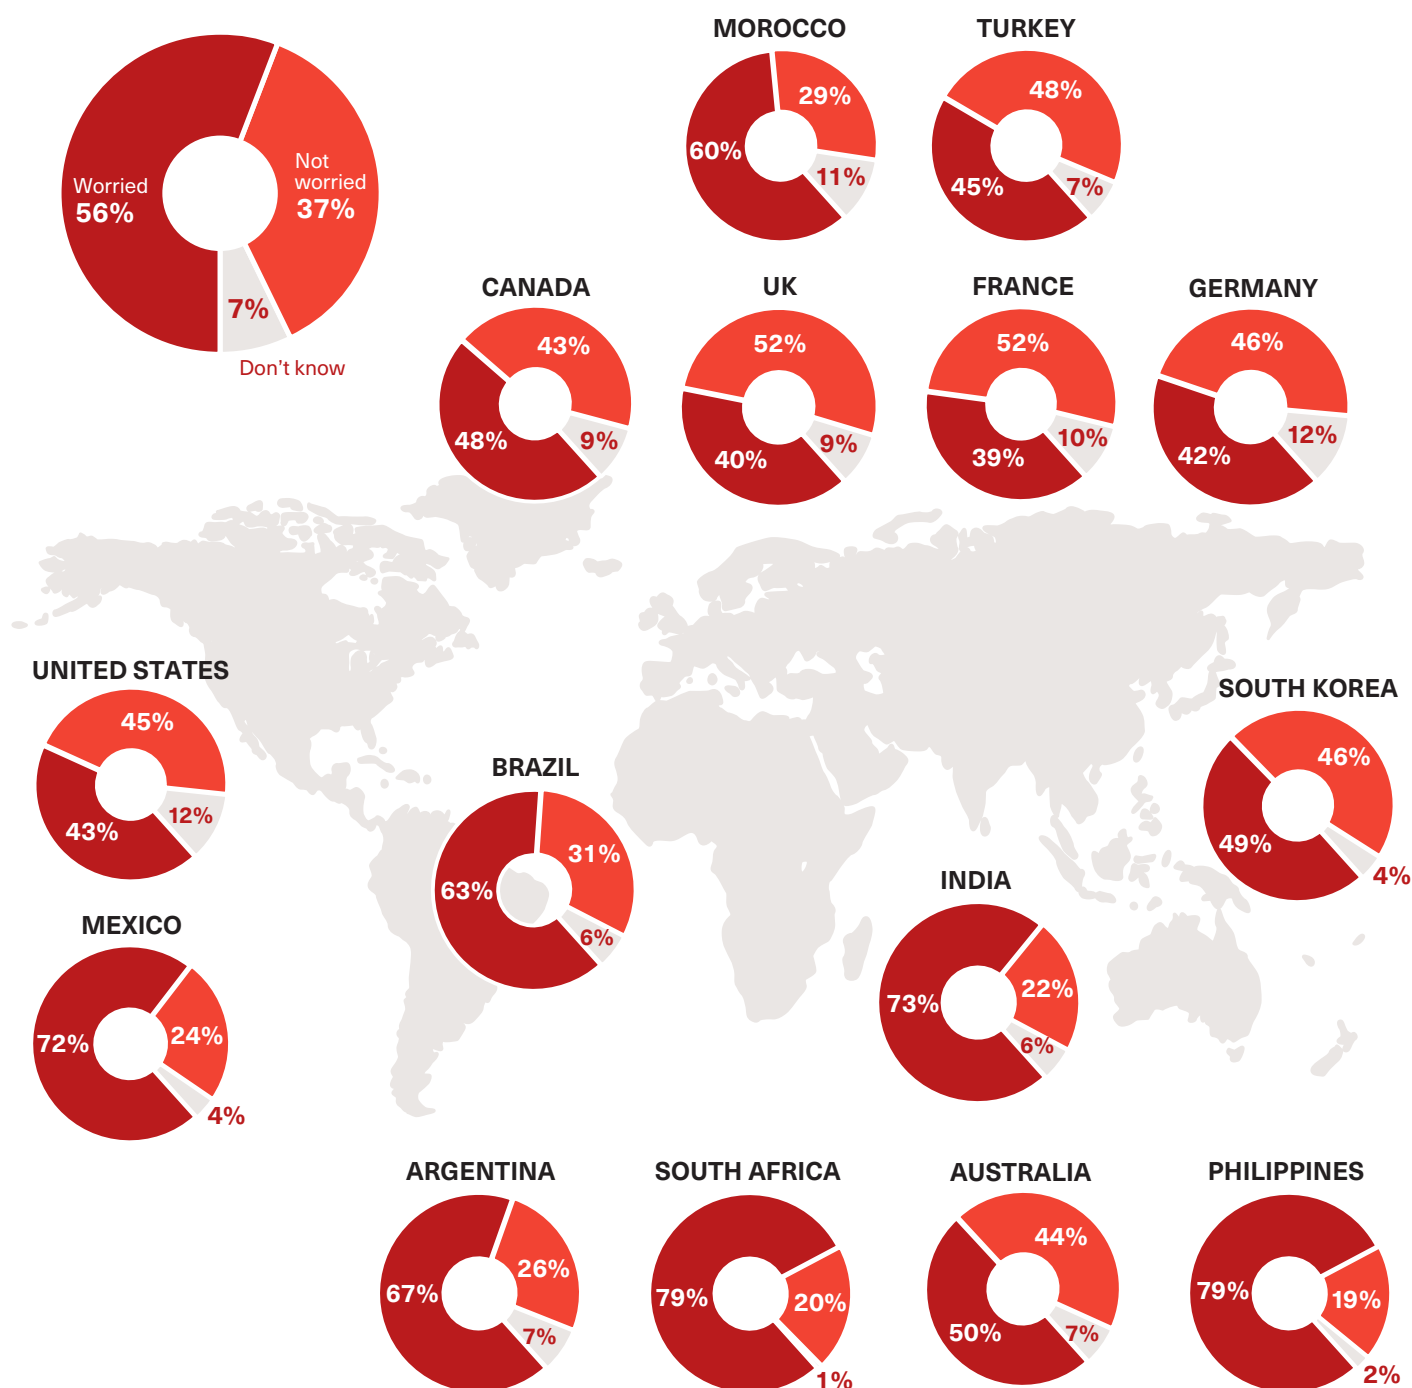 Worried
56%
Not
worried
37%
7%
Don't know
MOROCCO
29%
60%
11%
TURKEY
48%
45%
7%
CANADA
43%
48%
9%
UK
52%
40%
9%
FRANCE
52%
39%
10%
GERMANY
46%
42%
12%
UNITED STATES
45%
43%
12%
SOUTH KOREA
46%
49%
4%
BRAZIL
31%
63%
6%
INDIA
22%
73%
6%
MEXICO
72%
24%
4%
ARGENTINA
67%
26%
7%
SOUTH AFRICA
79%
20%
1%
AUSTRALIA
44%
50%
7%
PHILIPPINES
79%
19%
2%